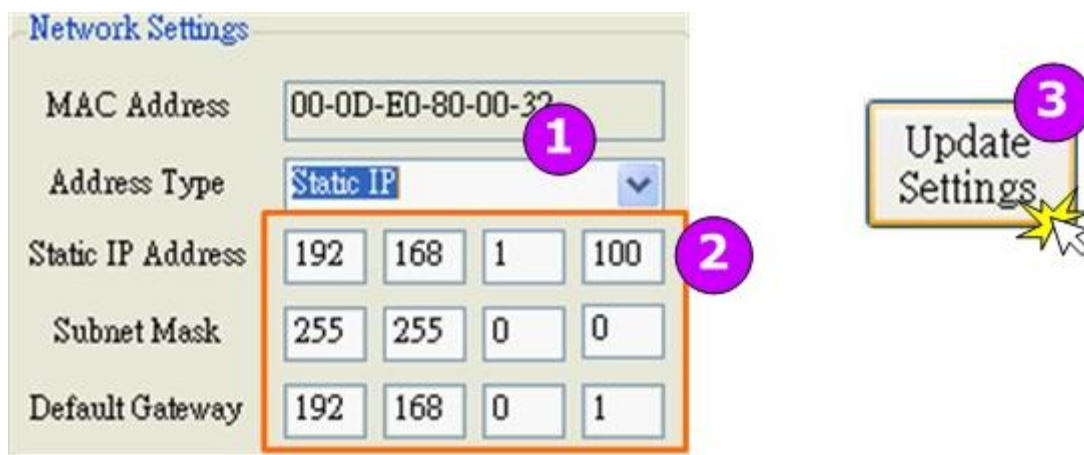 Network Settings
MAC Address 00-0D-E0-80-00-32
1
Address Type Static IP
Static IP Address 192 168 1 100
2
Subnet Mask 255 255 0 0
Default Gateway 192 168 0 1
3
Update
Settings